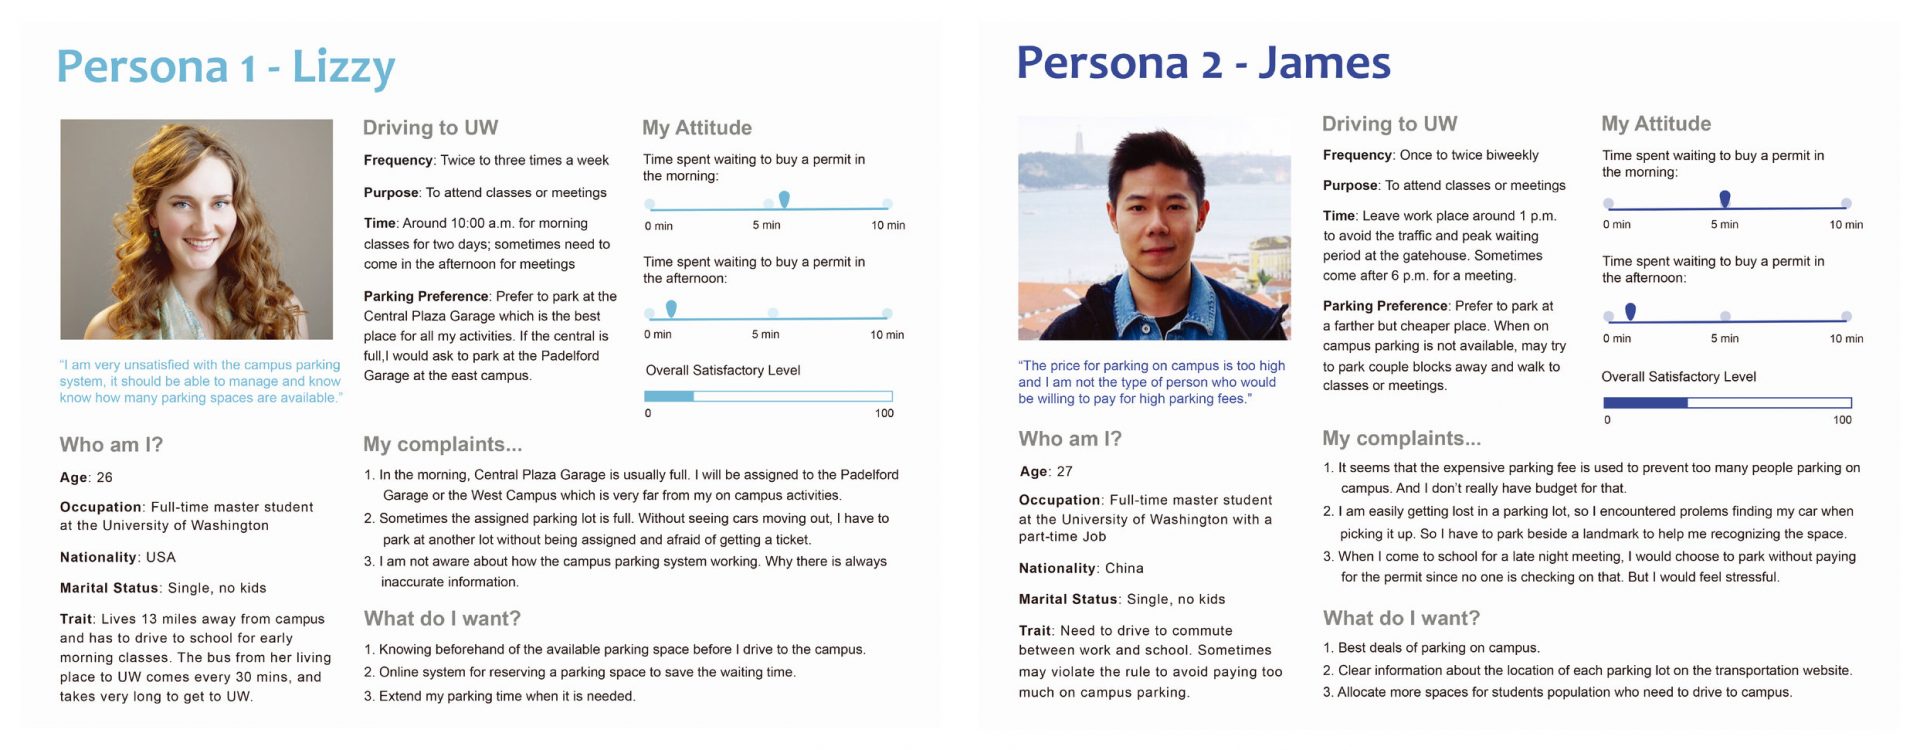 Persona 1 - Lizzy
"I am very unsatisfied with the campus parking
system, it should be able to manage and know
know how many parking spaces are available."
Who am I?
Age: 26
Occupation: Full-time master student
at the University of Washington
Nationality: USA
Marital Status: Single, no kids
Trait: Lives 13 miles away from campus
and has to drive to school for early
morning classes. The bus from her living
place to UW comes every 30 mins, and
takes very long to get to UW.
Driving to UW
Frequency: Twice to three times a week
Purpose: To attend classes or meetings
Time: Around 10:00 a.m. for morning
classes for two days; sometimes need to
come in the afternoon for meetings
Parking Preference: Prefer to park at the
Central Plaza Garage which is the best
place for all my activities. If the central is
full,I would ask to park at the Padelford
Garage at the east campus.
My Attitude
Time spent waiting to buy a permit in
the morning:
0 min 5 min 10 min
Time spent waiting to buy a permit in
the afternoon:
0 min 5 min 10 min
Overall Satisfactory Level
0 100
My complaints...
1. In the morning, Central Plaza Garage is usually full. I will be assigned to the Padelford
Garage or the West Campus which is very far from my on campus activities.
2. Sometimes the assigned parking lot is full. Without seeing cars moving out, I have to
park at another lot without being assigned and afraid of getting a ticket.
3. I am not aware about how the campus parking system working. Why there is always
inaccurate information.
What do I want?
1. Knowing beforehand of the available parking space before I drive to the campus.
2. Online system for reserving a parking space to save the waiting time.
3. Extend my parking time when it is needed.
Persona 2 - James
"The price for parking on campus is too high
and I am not the type of person who would
be willing to pay for high parking fees."
Who am I?
Age: 27
Occupation: Full-time master student
at the University of Washington with a
part-time Job
Nationality: China
Marital Status: Single, no kids
Trait: Need to drive to commute
between work and school. Sometimes
may violate the rule to avoid paying too
much on campus parking.
Driving to UW
Frequency: Once to twice biweekly
Purpose: To attend classes or meetings
Time: Leave work place around 1 p.m.
to avoid the traffic and peak waiting
period at the gatehouse. Sometimes
come after 6 p.m. for a meeting.
Parking Preference: Prefer to park at
a farther but cheaper place. When on
campus parking is not available, may try
to park couple blocks away and walk to
classes or meetings.
My Attitude
Time spent waiting to buy a permit in
the morning:
0 min 5 min 10 min
Time spent waiting to buy a permit in
the afternoon:
0 min 5 min 10 min
Overall Satisfactory Level
0 100
My complaints...
1. It seems that the expensive parking fee is used to prevent too many people parking on
campus. And I don't really have budget for that.
2. I am easily getting lost in a parking lot, so I encountered prolems finding my car when
picking it up. So I have to park beside a landmark to help me recognizing the space.
3. When I come to school for a late night meeting, I would choose to park without paying
for the permit since no one is checking on that. But I would feel stressful.
What do I want?
1. Best deals of parking on campus.
2. Clear information about the location of each parking lot on the transportation website.
3. Allocate more spaces for students population who need to drive to campus.